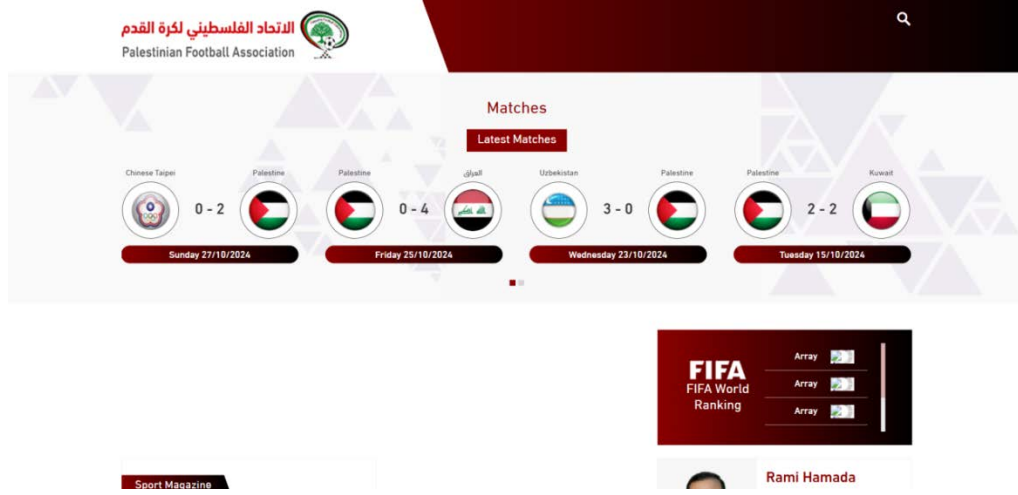 الاتحاد الفلسطيني لكرة القدم
Palestinian Football Association
Matches
Latest Matches
Chinese Taipei
0 - 2
Palestine
Sunday 27/10/2024
Palestine
0 - 4
العراق
Friday 25/10/2024
Uzbekistan
3 - 0
Palestine
Wednesday 23/10/2024
Palestine
2 - 2
Kuwait
Tuesday 15/10/2024
FIFA
FIFA World
Ranking
Array
Array
Array
Sport Magazine
Rami Hamada